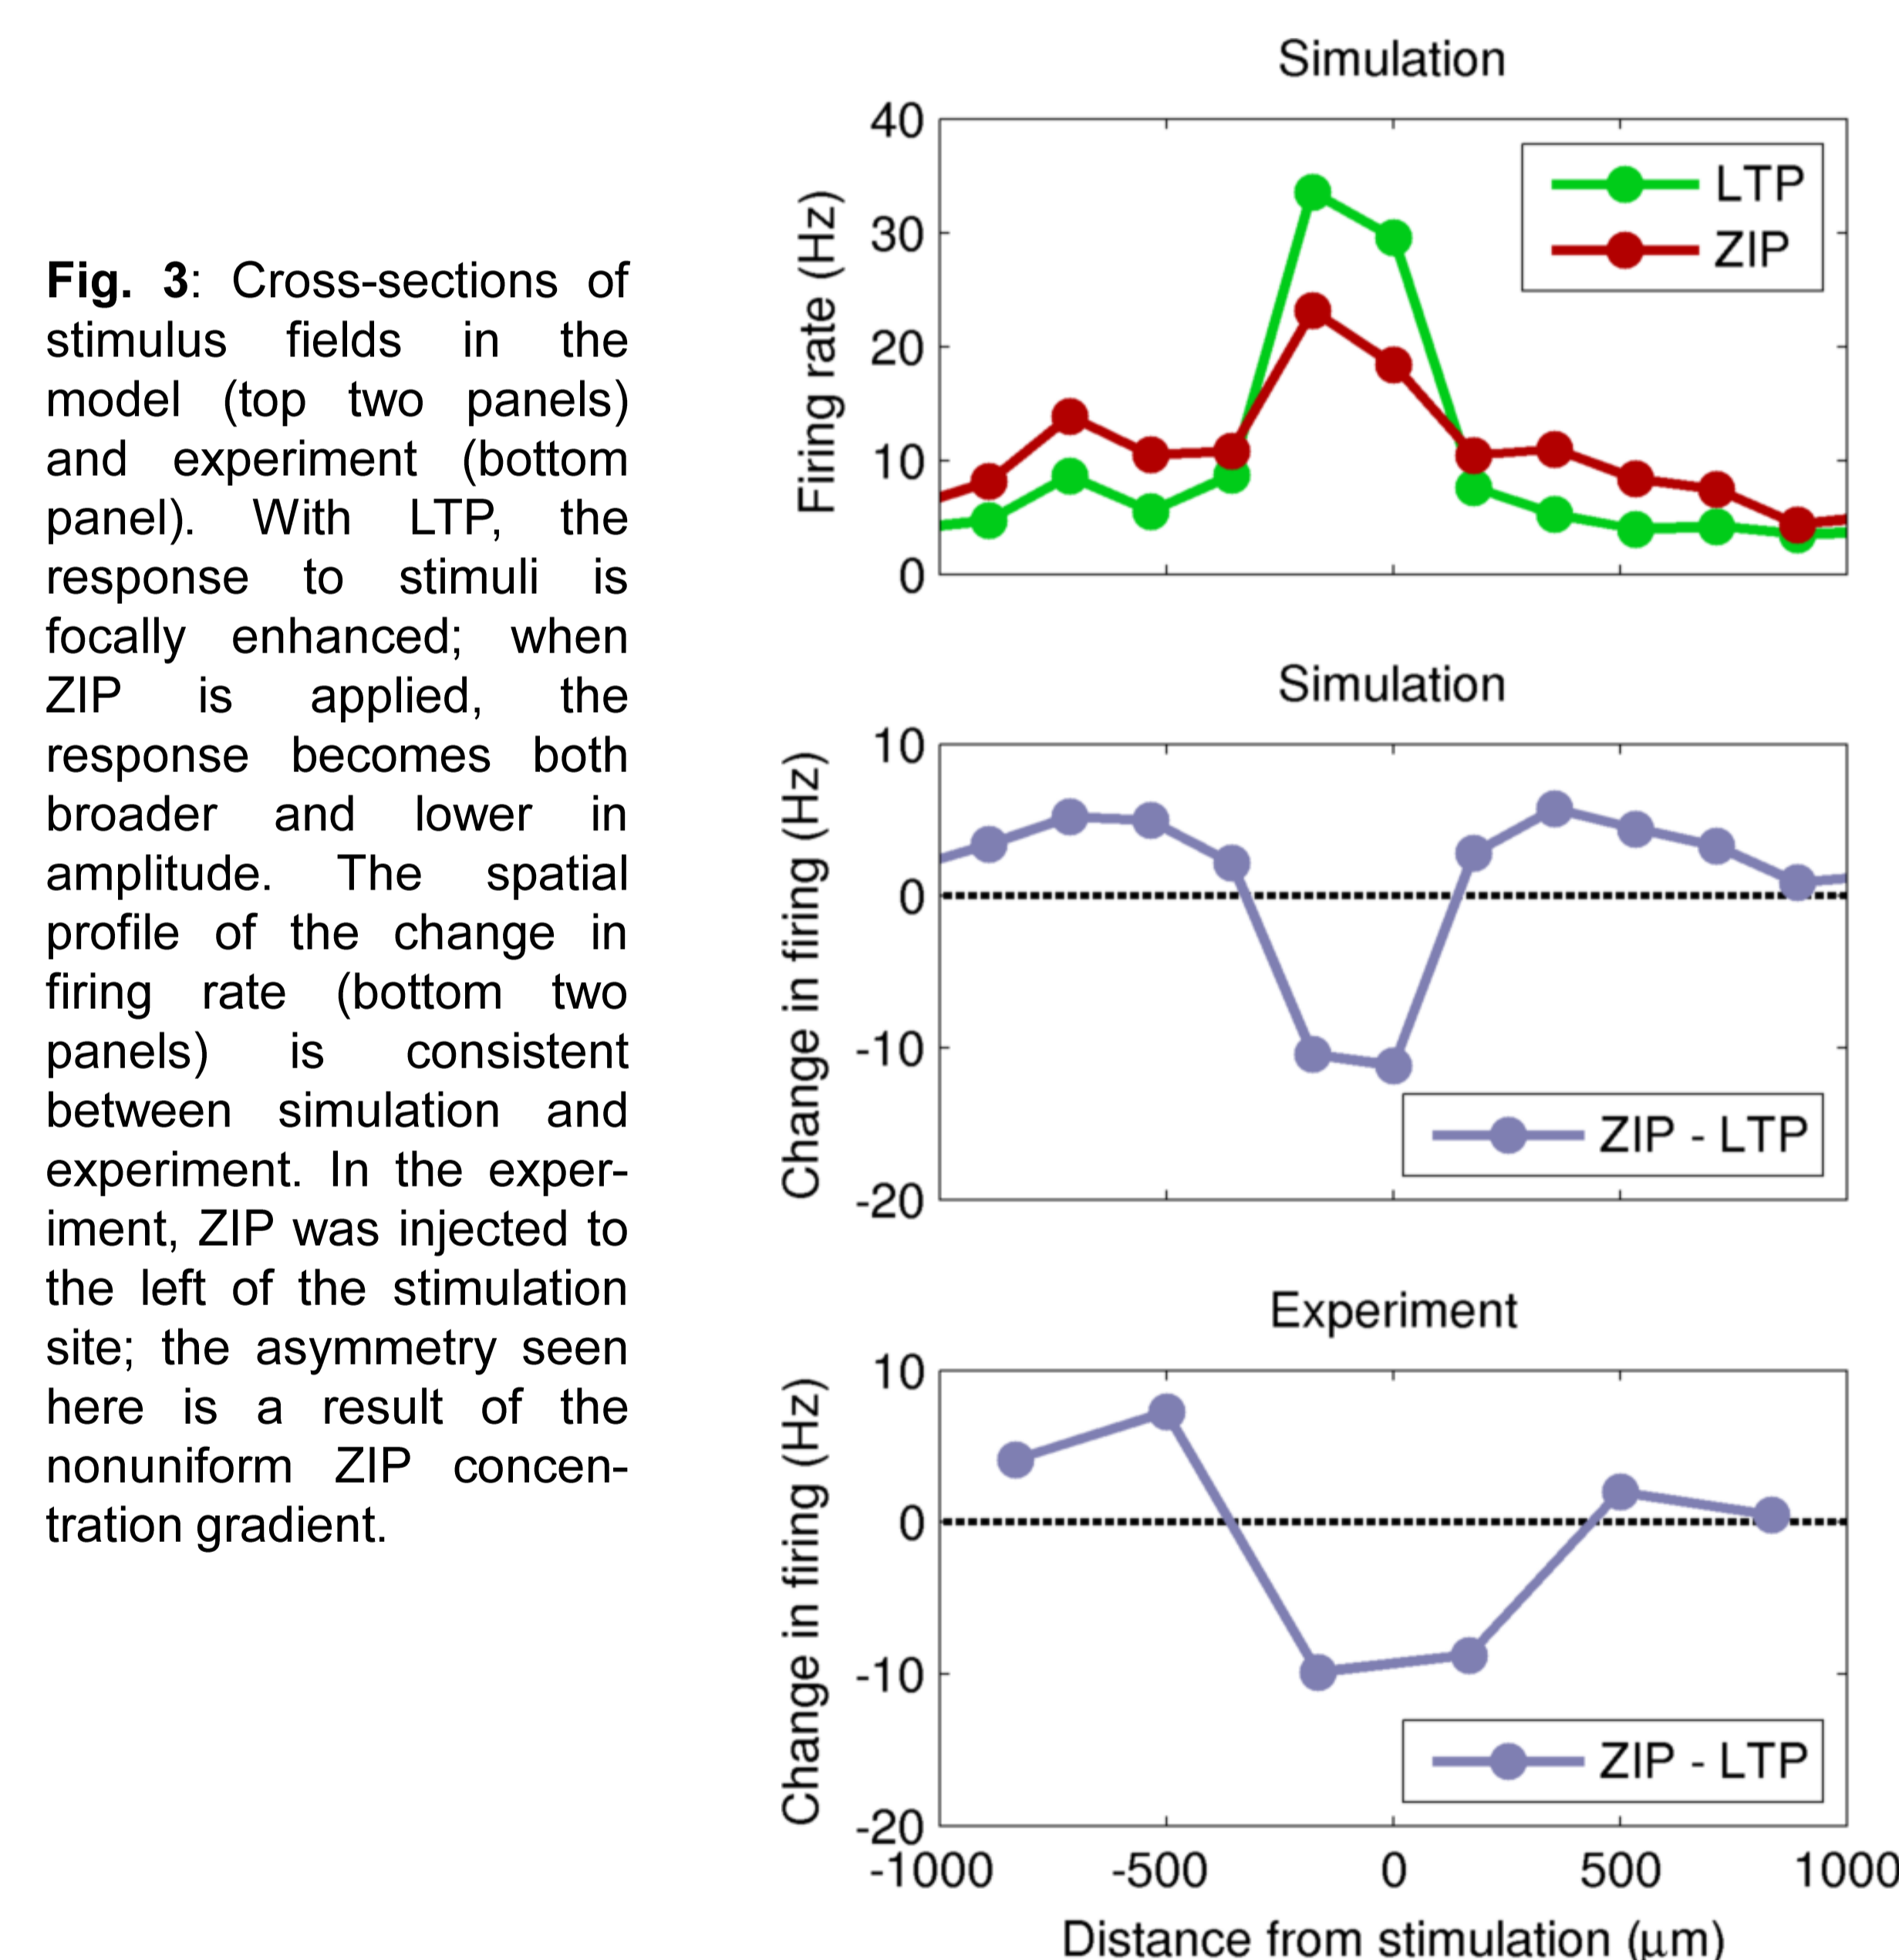 Fig. 3: Cross-sections of
stimulus fields in the
model (top two panels)
and experiment (bottom
panel). With LTP, the
response to stimuli is
focally enhanced; when
ZIP is applied, the
response becomes both
broader and lower in
amplitude. The spatial
profile of the change in
firing rate (bottom two
panels) is consistent
between simulation and
experiment. In the exper-
iment, ZIP was injected to
the left of the stimulation
site; the asymmetry seen
here is a result of the
nonuniform ZIP concen-
tration gradient.
Simulation
Firing rate (Hz)
40
30
20
10
0
LTP
ZIP
Simulation
Change in firing (Hz)
10
0
-10
-20
ZIP - LTP
Experiment
Change in firing (Hz)
10
0
-10
-20
ZIP - LTP
-1000 -500 0 500 1000
Distance from stimulation (μm)